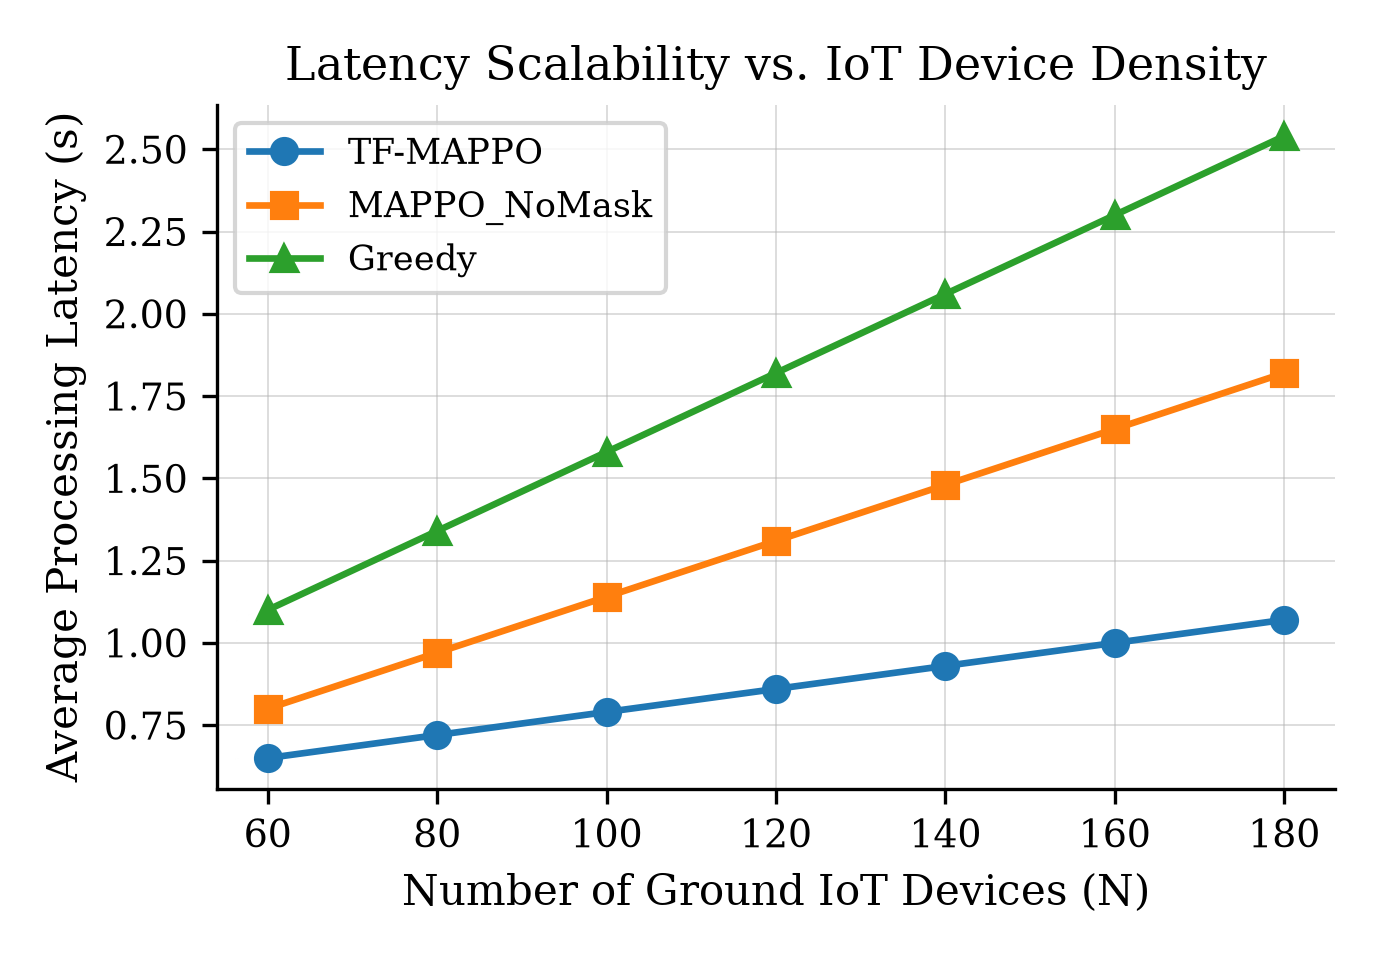 Latency Scalability vs. IoT Device Density
Average Processing Latency (s)
2.50
2.25
2.00
1.75
1.50
1.25
1.00
0.75
TF-MAPPO
MAPPO_NoMask
Greedy
60 80 100 120 140 160 180
Number of Ground IoT Devices (N)